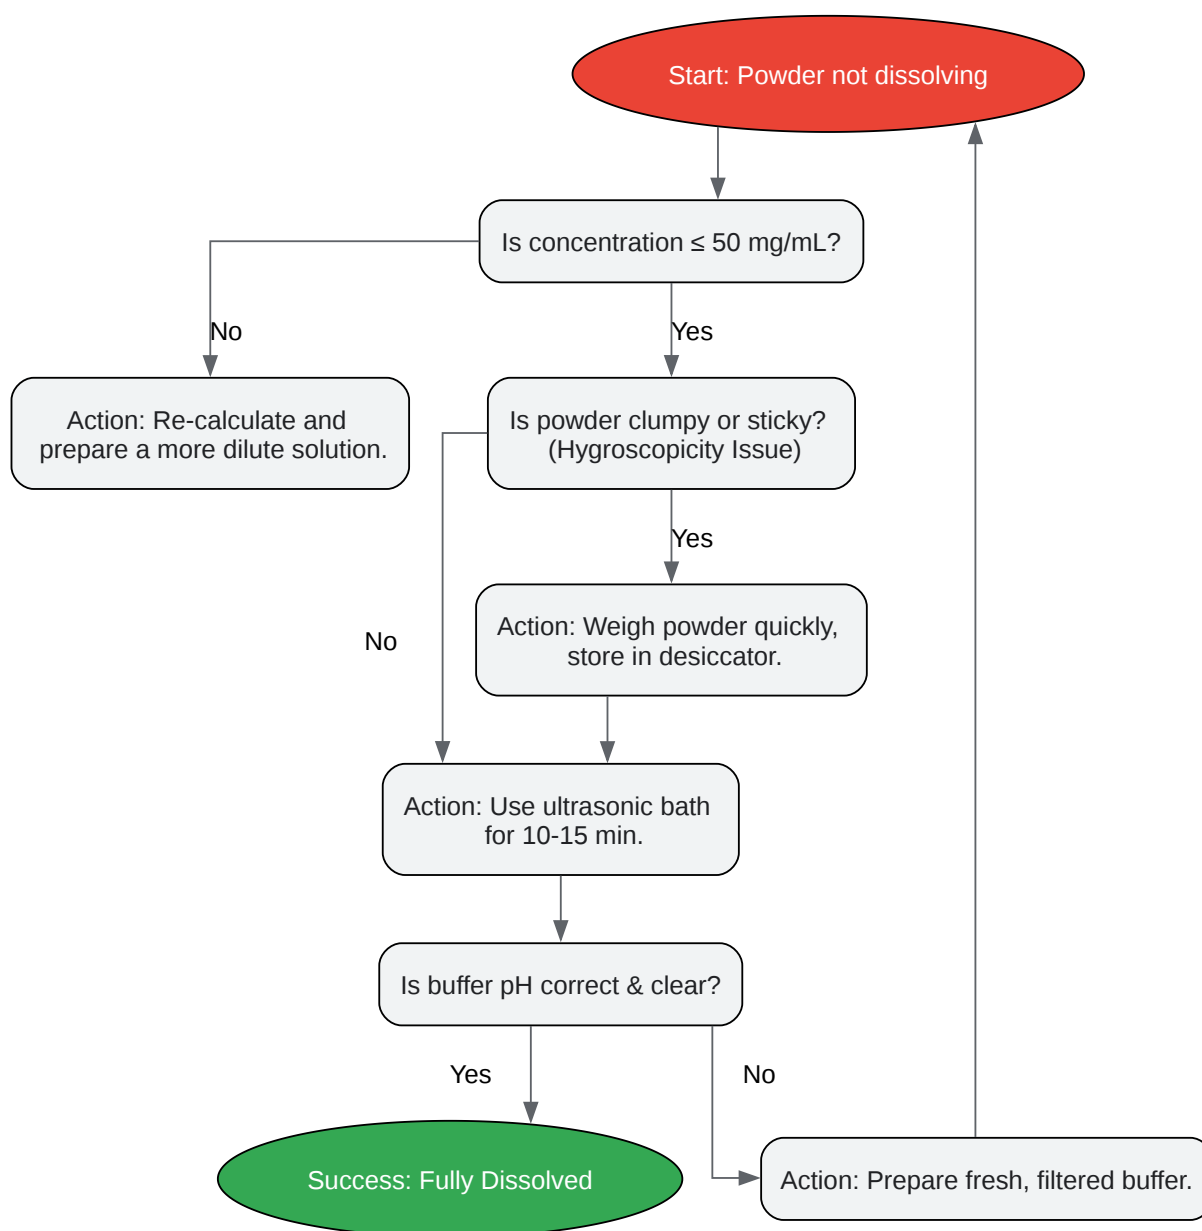 Start: Powder not dissolving
Is concentration ≤ 50 mg/mL?
No
Yes
Action: Re-calculate and
prepare a more dilute solution.
Is powder clumpy or sticky?
(Hygroscopicity Issue)
Yes
No
Action: Weigh powder quickly,
store in desiccator.
Action: Use ultrasonic bath
for 10-15 min.
Is buffer pH correct & clear?
Yes
No
Success: Fully Dissolved
Action: Prepare fresh, filtered buffer.